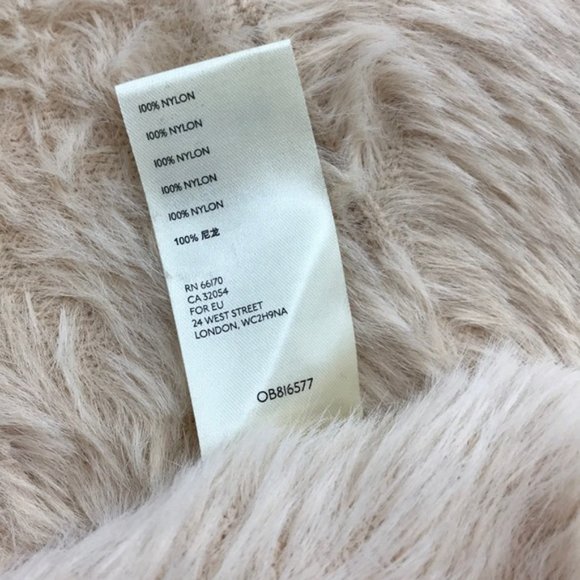 100% NYLON
100% NYLON
100% NYLON
100% NYLON
100% NYLON
100% 尼龙
RN 66170
CA 32054
FOR EU
24 WEST STREET
LONDON, WC2H9NA
OB816577